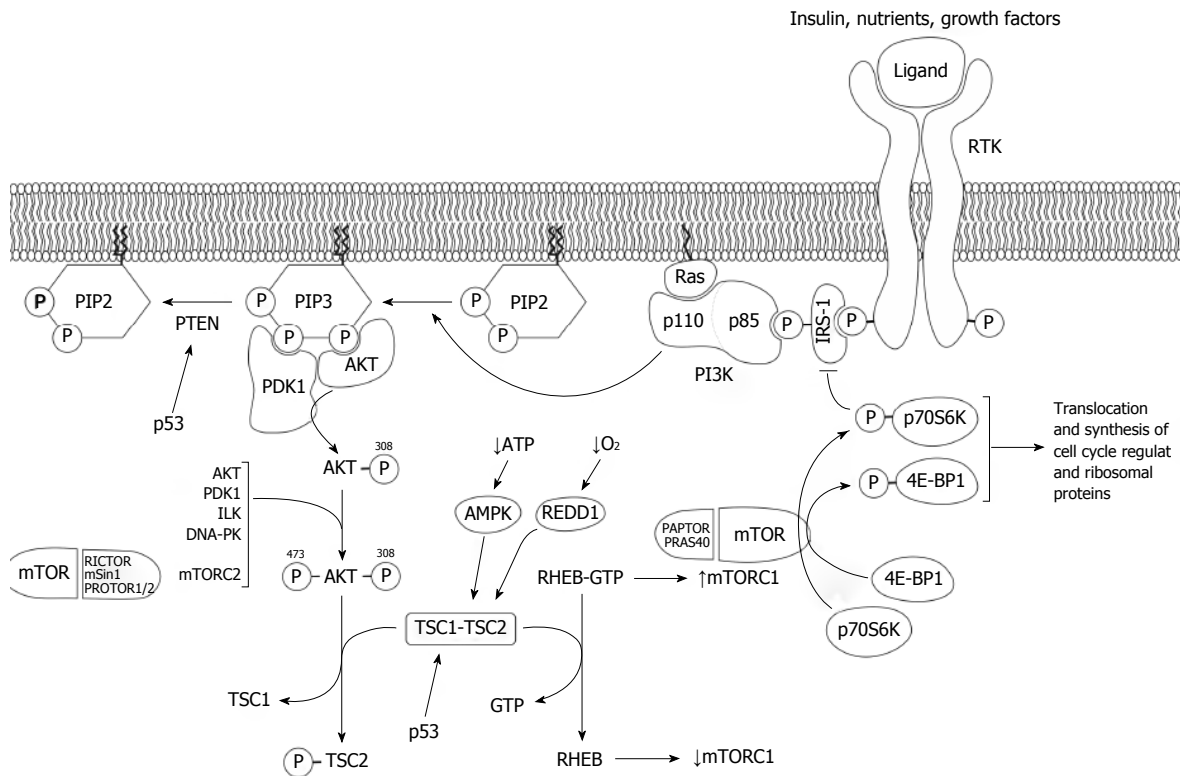 Insulin, nutrients, growth factors
Ligand
RTK
Ras
P
PIP2
P
PTEN
P
PIP3
P
P
P
PIP2
P
p110
p85
P
IRS-1
P
P
PI3K
PDK1
AKT
p53
P
p70S6K
P
4E-BP1
Translocation
and synthesis of
cell cycle regulat
and ribosomal
proteins
308
AKT
P
AKT
PDK1
ILK
DNA-PK
mTORC2
↓ATP
↓O2
AMPK
REDD1
PAPTOR
PRAS40
mTOR
mTOR
RICTOR
mSin1
PROTOR1/2
473
308
P
AKT
P
RHEB-GTP
↑mTORC1
4E-BP1
p70S6K
TSC1-TSC2
TSC1
GTP
p53
P
TSC2
RHEB
↓mTORC1